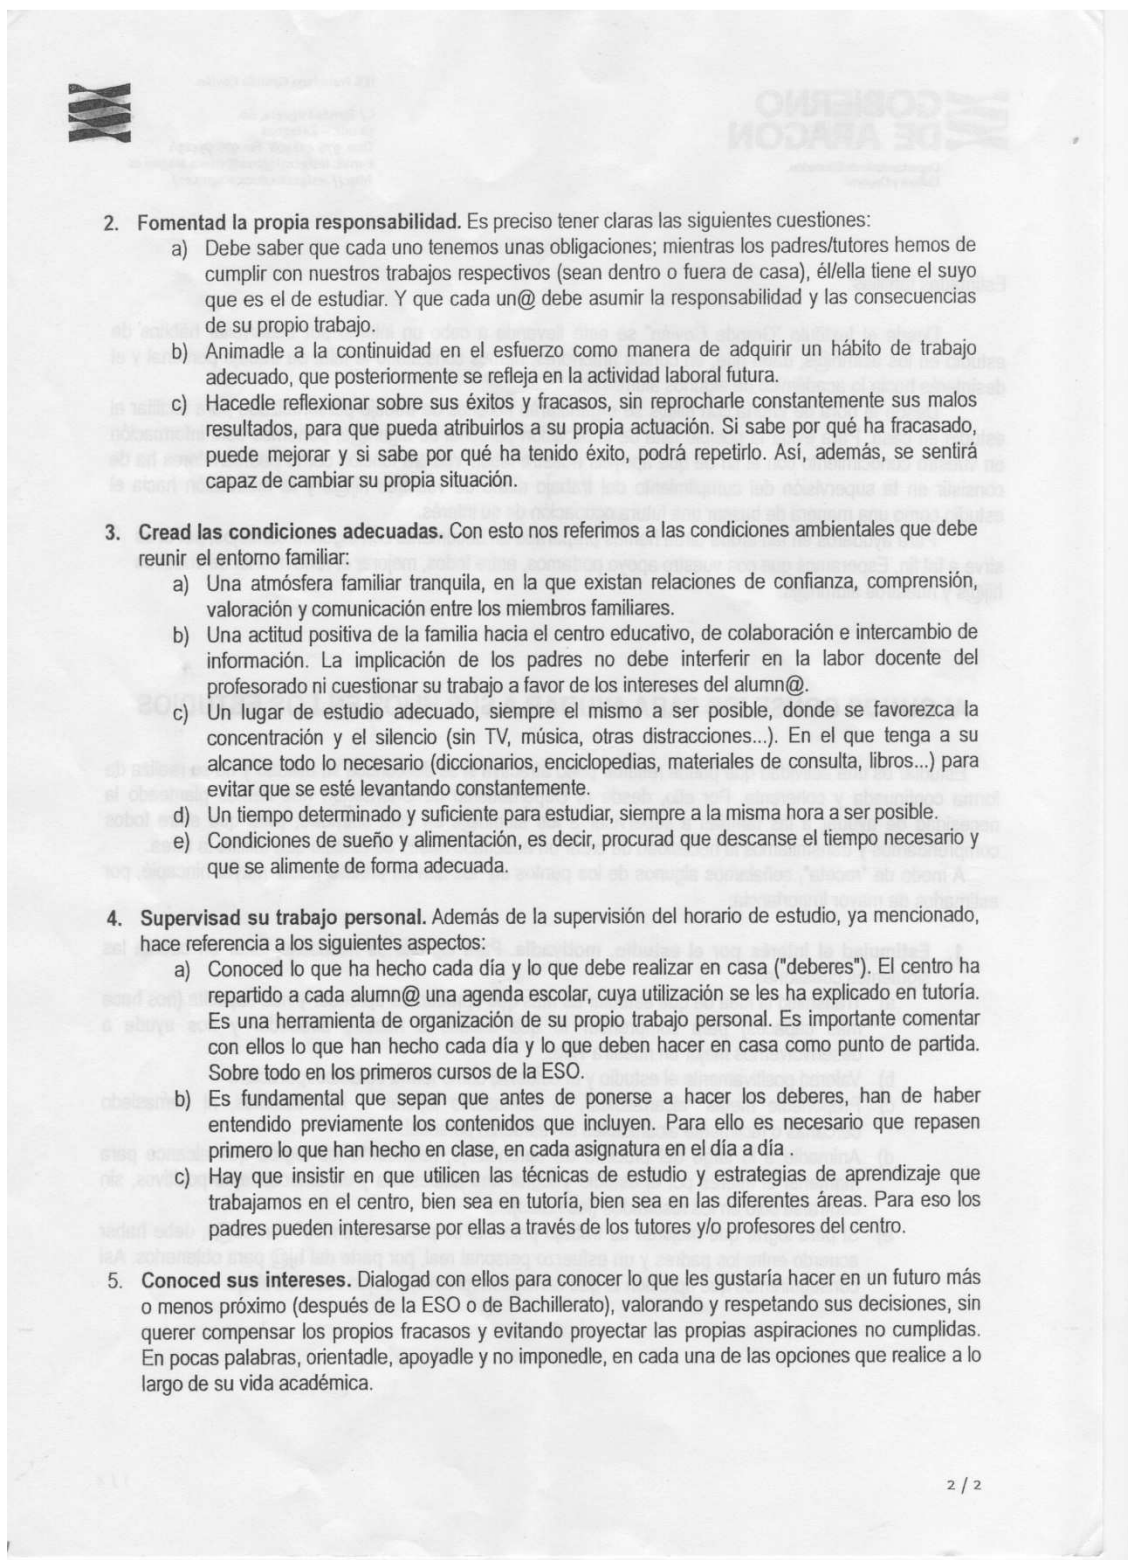 2. Fomentad la propia responsabilidad. Es preciso tener claras las siguientes cuestiones:
a) Debe saber que cada uno tenemos unas obligaciones; mientras los padres/tutores hemos de
cumplir con nuestros trabajos respectivos (sean dentro o fuera de casa), él/ella tiene el suyo
que es el de estudiar. Y que cada un@ debe asumir la responsabilidad y las consecuencias
de su propio trabajo.
b) Animadle a la continuidad en el esfuerzo como manera de adquirir un hábito de trabajo
adecuado, que posteriormente se refleja en la actividad laboral futura.
c) Hacedle reflexionar sobre sus éxitos y fracasos, sin reprocharle constantemente sus malos
resultados, para que pueda atribuirlos a su propia actuación. Si sabe por qué ha fracasado,
puede mejorar y si sabe por qué ha tenido éxito, podrá repetirlo. Así, además, se sentirá
capaz de cambiar su propia situación.
3. Cread las condiciones adecuadas. Con esto nos referimos a las condiciones ambientales que debe
reunir el entorno familiar:
a) Una atmósfera familiar tranquila, en la que existan relaciones de confianza, comprensión,
valoración y comunicación entre los miembros familiares.
b) Una actitud positiva de la familia hacia el centro educativo, de colaboración e intercambio de
información. La implicación de los padres no debe interferir en la labor docente del
profesorado ni cuestionar su trabajo a favor de los intereses del alumn@.
c) Un lugar de estudio adecuado, siempre el mismo a ser posible, donde se favorezca la
concentración y el silencio (sin TV, música, otras distracciones...). En el que tenga a su
alcance todo lo necesario (diccionarios, enciclopedias, materiales de consulta, libros...) para
evitar que se esté levantando constantemente.
d) Un tiempo determinado y suficiente para estudiar, siempre a la misma hora a ser posible.
e) Condiciones de sueño y alimentación, es decir, procurad que descanse el tiempo necesario y
que se alimente de forma adecuada.
4. Supervisad su trabajo personal. Además de la supervisión del horario de estudio, ya mencionado,
hace referencia a los siguientes aspectos:
a) Conoced lo que ha hecho cada día y lo que debe realizar en casa ("deberes"). El centro ha
repartido a cada alumn@ una agenda escolar, cuya utilización se les ha explicado en tutoría.
Es una herramienta de organización de su propio trabajo personal. Es importante comentar
con ellos lo que han hecho cada día y lo que deben hacer en casa como punto de partida.
Sobre todo en los primeros cursos de la ESO.
b) Es fundamental que sepan que antes de ponerse a hacer los deberes, han de haber
entendido previamente los contenidos que incluyen. Para ello es necesario que repasen
primero lo que han hecho en clase, en cada asignatura en el día a día .
c) Hay que insistir en que utilicen las técnicas de estudio y estrategias de aprendizaje que
trabajamos en el centro, bien sea en tutoría, bien sea en las diferentes áreas. Para eso los
padres pueden interesarse por ellas a través de los tutores y/o profesores del centro.
5. Conoced sus intereses. Dialogad con ellos para conocer lo que les gustaría hacer en un futuro más
o menos próximo (después de la ESO o de Bachillerato), valorando y respetando sus decisiones, sin
querer compensar los propios fracasos y evitando proyectar las propias aspiraciones no cumplidas.
En pocas palabras, orientadle, apoyadle y no imponedle, en cada una de las opciones que realice a lo
largo de su vida académica.
2 / 2